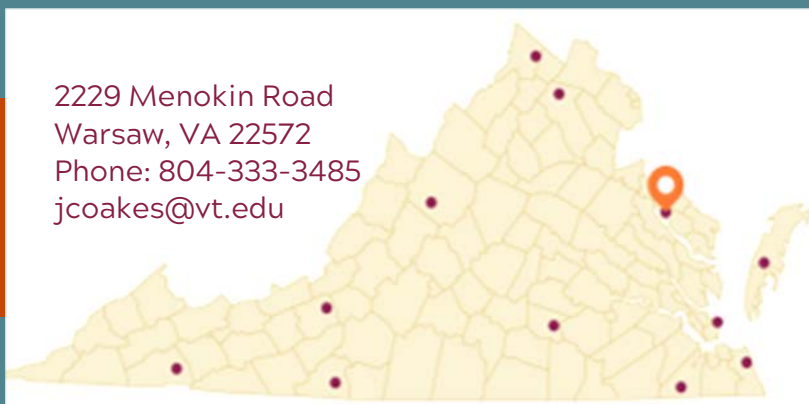 2229 Menokin Road
Warsaw, VA 22572
Phone: 804-333-3485
jcoakes@vt.edu